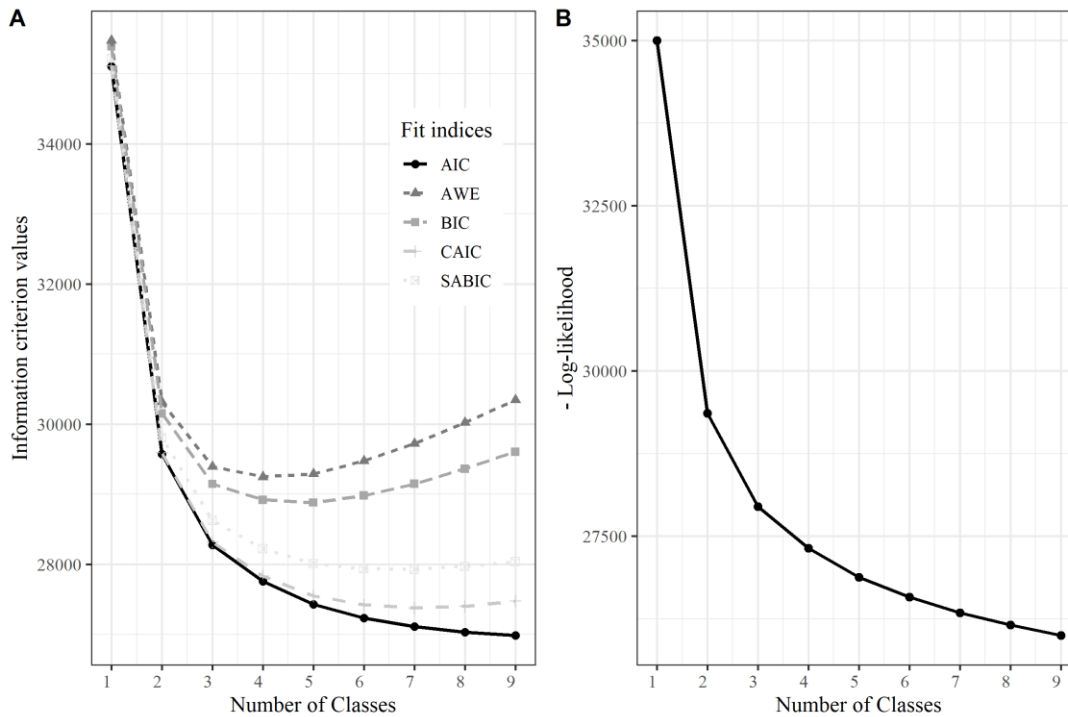 A
Information criterion values
34000
32000
30000
28000
Fit indices
AIC
AWE
BIC
CAIC
SABIC
1 2 3 4 5 6 7 8 9
Number of Classes
B
- Log-likelihood
35000
32500
30000
27500
1 2 3 4 5 6 7 8 9
Number of Classes